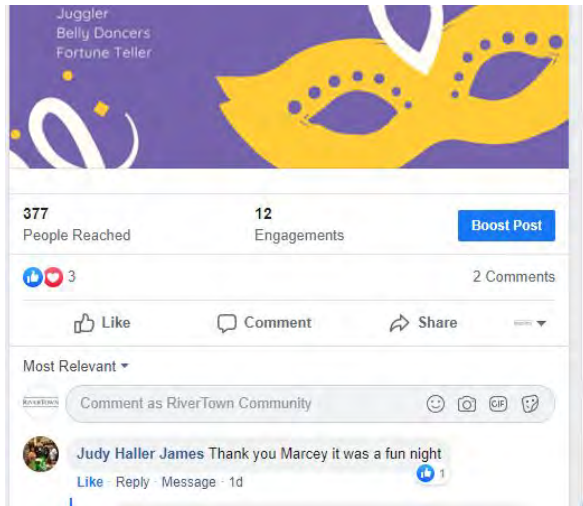 Juggler
Belly Dancers
Fortune Teller
377
People Reached
12
Engagements
Boost Post
3
2 Comments
Like
Comment
Share
Most Relevant
RIVERTOWN
Comment as RiverTown Community
GIF
Judy Haller James Thank you Marcey it was a fun night
1
Like · Reply · Message · 1d